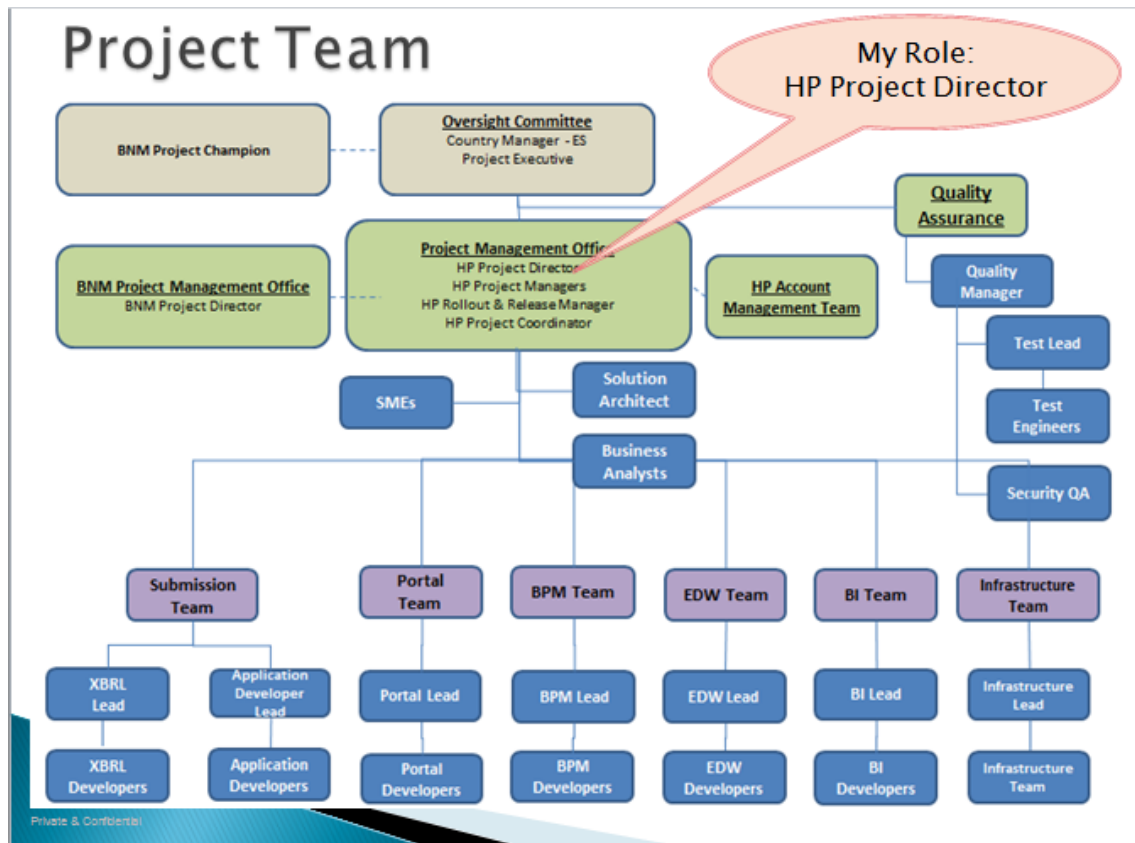 Project Team
My Role:
HP Project Director
BNM Project Champion
Oversight Committee
Country Manager - ES
Project Executive
Quality
Assurance
BNM Project Management Office
BNM Project Director
Project Management Office
HP Project Director
HP Project Managers
HP Rollout & Release Manager
HP Project Coordinator
HP Account
Management Team
Quality
Manager
Test Lead
Test
Engineers
Security QA
SMEs
Solution
Architect
Business
Analysts
Submission
Team
Portal
Team
BPM Team
EDW Team
BI Team
Infrastructure
Team
XBRL
Lead
Application
Developer
Lead
Portal Lead
BPM Lead
EDW Lead
BI Lead
Infrastructure
Lead
XBRL
Developers
Application
Developers
Portal
Developers
BPM
Developers
EDW
Developers
BI
Developers
Infrastructure
Team
Private & Confidential